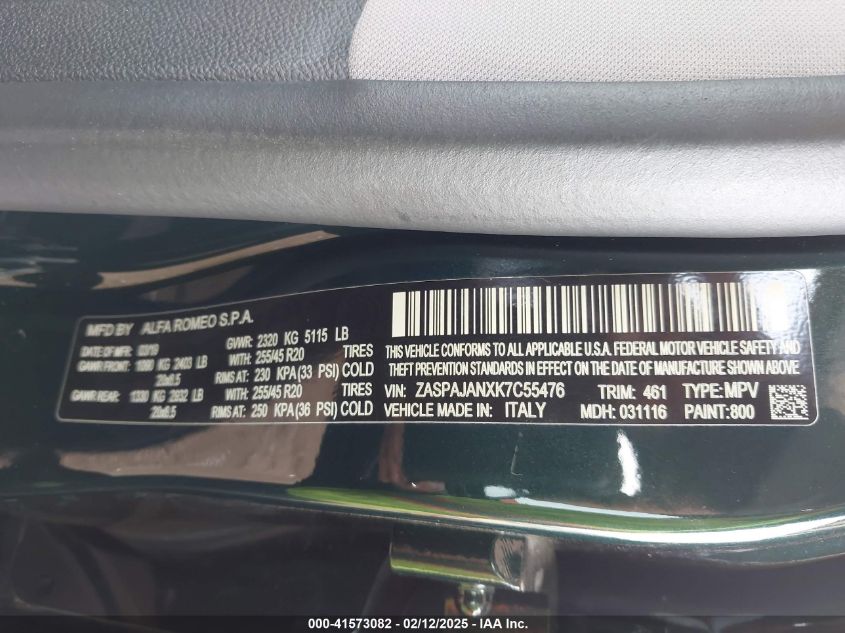 MFD BY ALFA ROMEO S.P.A.
DATE OF MFR: 03/19 GVWR: 2320 KG 5115 LB
GAWR FRONT: 1090 KG 2403 LB WITH: 255/45 R20 TIRES
20x8.5 RIMS AT: 230 KPA(33 PSI) COLD
GAWR REAR: 1330 KG 2932 LB WITH: 255/45 R20 TIRES
20x8.5 RIMS AT: 250 KPA(36 PSI) COLD
THIS VEHICLE CONFORMS TO ALL APPLICABLE U.S.A. FEDERAL MOTOR VEHICLE SAFETY AND
THEFT PREVENTION STANDARDS IN EFFECT ON THE DATE OF MANUFACTURE SHOWN ABOVE
VIN: ZASPAJANXK7C55476 TRIM: 461 TYPE: MPV
VEHICLE MADE IN: ITALY MDH: 031116 PAINT: 800
000-41573082 - 02/12/2025 - IAA Inc.